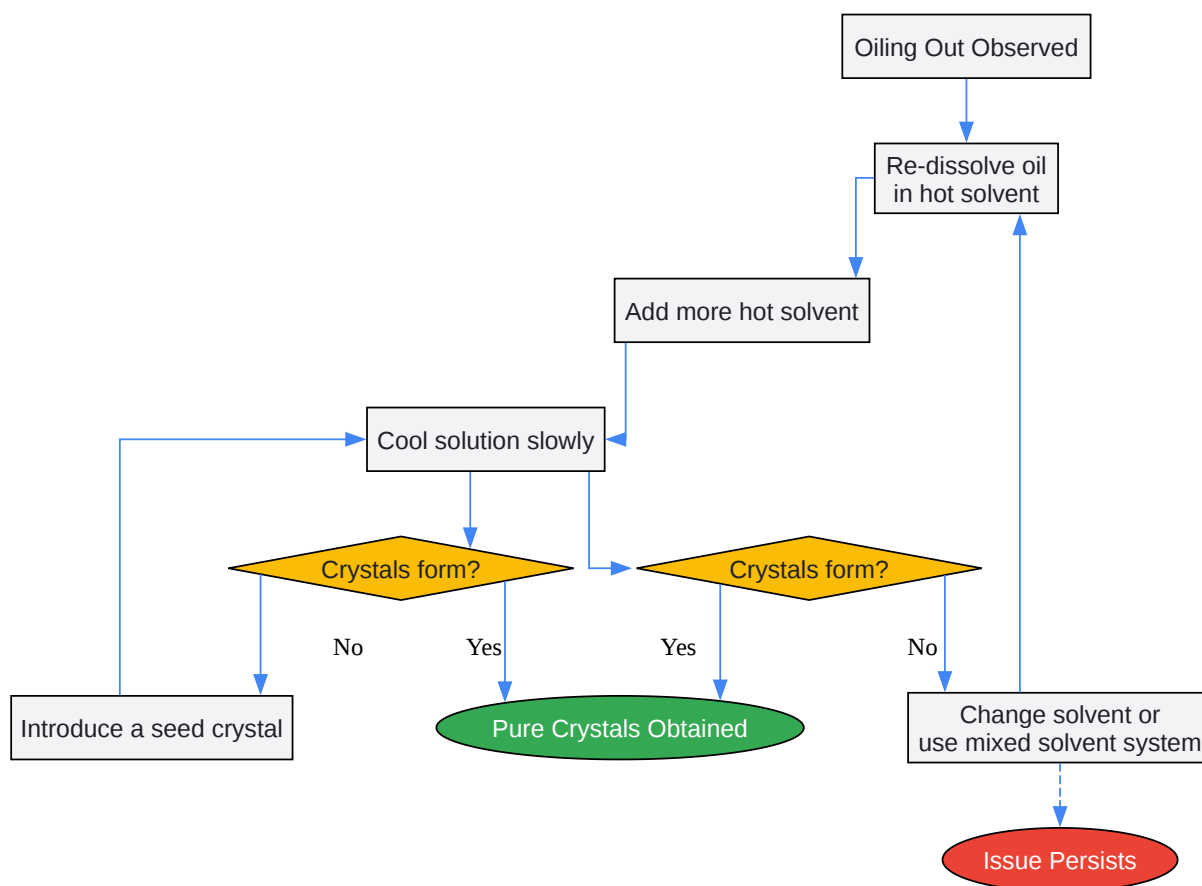 Oiling Out Observed
Re-dissolve oil
in hot solvent
Add more hot solvent
Cool solution slowly
Crystals form?
Crystals form?
No
Yes
Yes
No
Introduce a seed crystal
Pure Crystals Obtained
Change solvent or
use mixed solvent system
Issue Persists